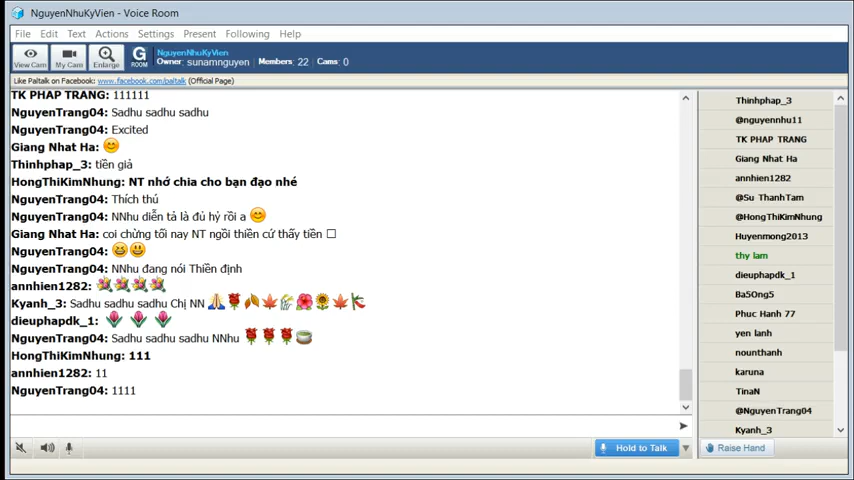 NguyenNhuKyVien - Voice Room
File Edit Text Actions Settings Present Following Help
View Cam My Cam Enlarge G ROOM NguyenNhuKyVien
Owner: sunamnguyen Members: 22 Cams: 0
Like Paltalk on Facebook: www.facebook.com/paltalk (Official Page)
TK PHAP TRANG: 111111
NguyenTrang04: Sadhu sadhu sadhu
NguyenTrang04: Excited
Giang Nhat Ha: 😊
Thinhphap_3: tiền giả
HongThiKimNhung: NT nhớ chia cho bạn đạo nhé
NguyenTrang04: Thích thú
NguyenTrang04: NNhu diễn tả là đủ hỷ rồi a 😊
Giang Nhat Ha: coi chừng tối nay NT ngồi thiền cứ thấy tiền □
NguyenTrang04: 😆😃
NguyenTrang04: NNhu đang nói Thiền định
annhien1282: 💐💐💐💐
Kyanh_3: Sadhu sadhu sadhu Chị NN 🙏🌹🍂🍁🌾🌺🌻🍁🎋
dieuphapdk_1: 🌷 🌷 🌷
NguyenTrang04: Sadhu sadhu sadhu NNhu 🌹🌹🌹🍵
HongThiKimNhung: 111
annhien1282: 11
NguyenTrang04: 1111
Hold to Talk
Thinhphap_3
@nguyennhu11
TK PHAP TRANG
Giang Nhat Ha
annhien1282
@Su ThanhTam
@HongThiKimNhung
Huyenmong2013
thy lam
dieuphapdk_1
Ba5Ong5
Phuc Hanh 77
yen lanh
nounthanh
karuna
TinaN
@NguyenTrang04
Kyanh_3
Raise Hand